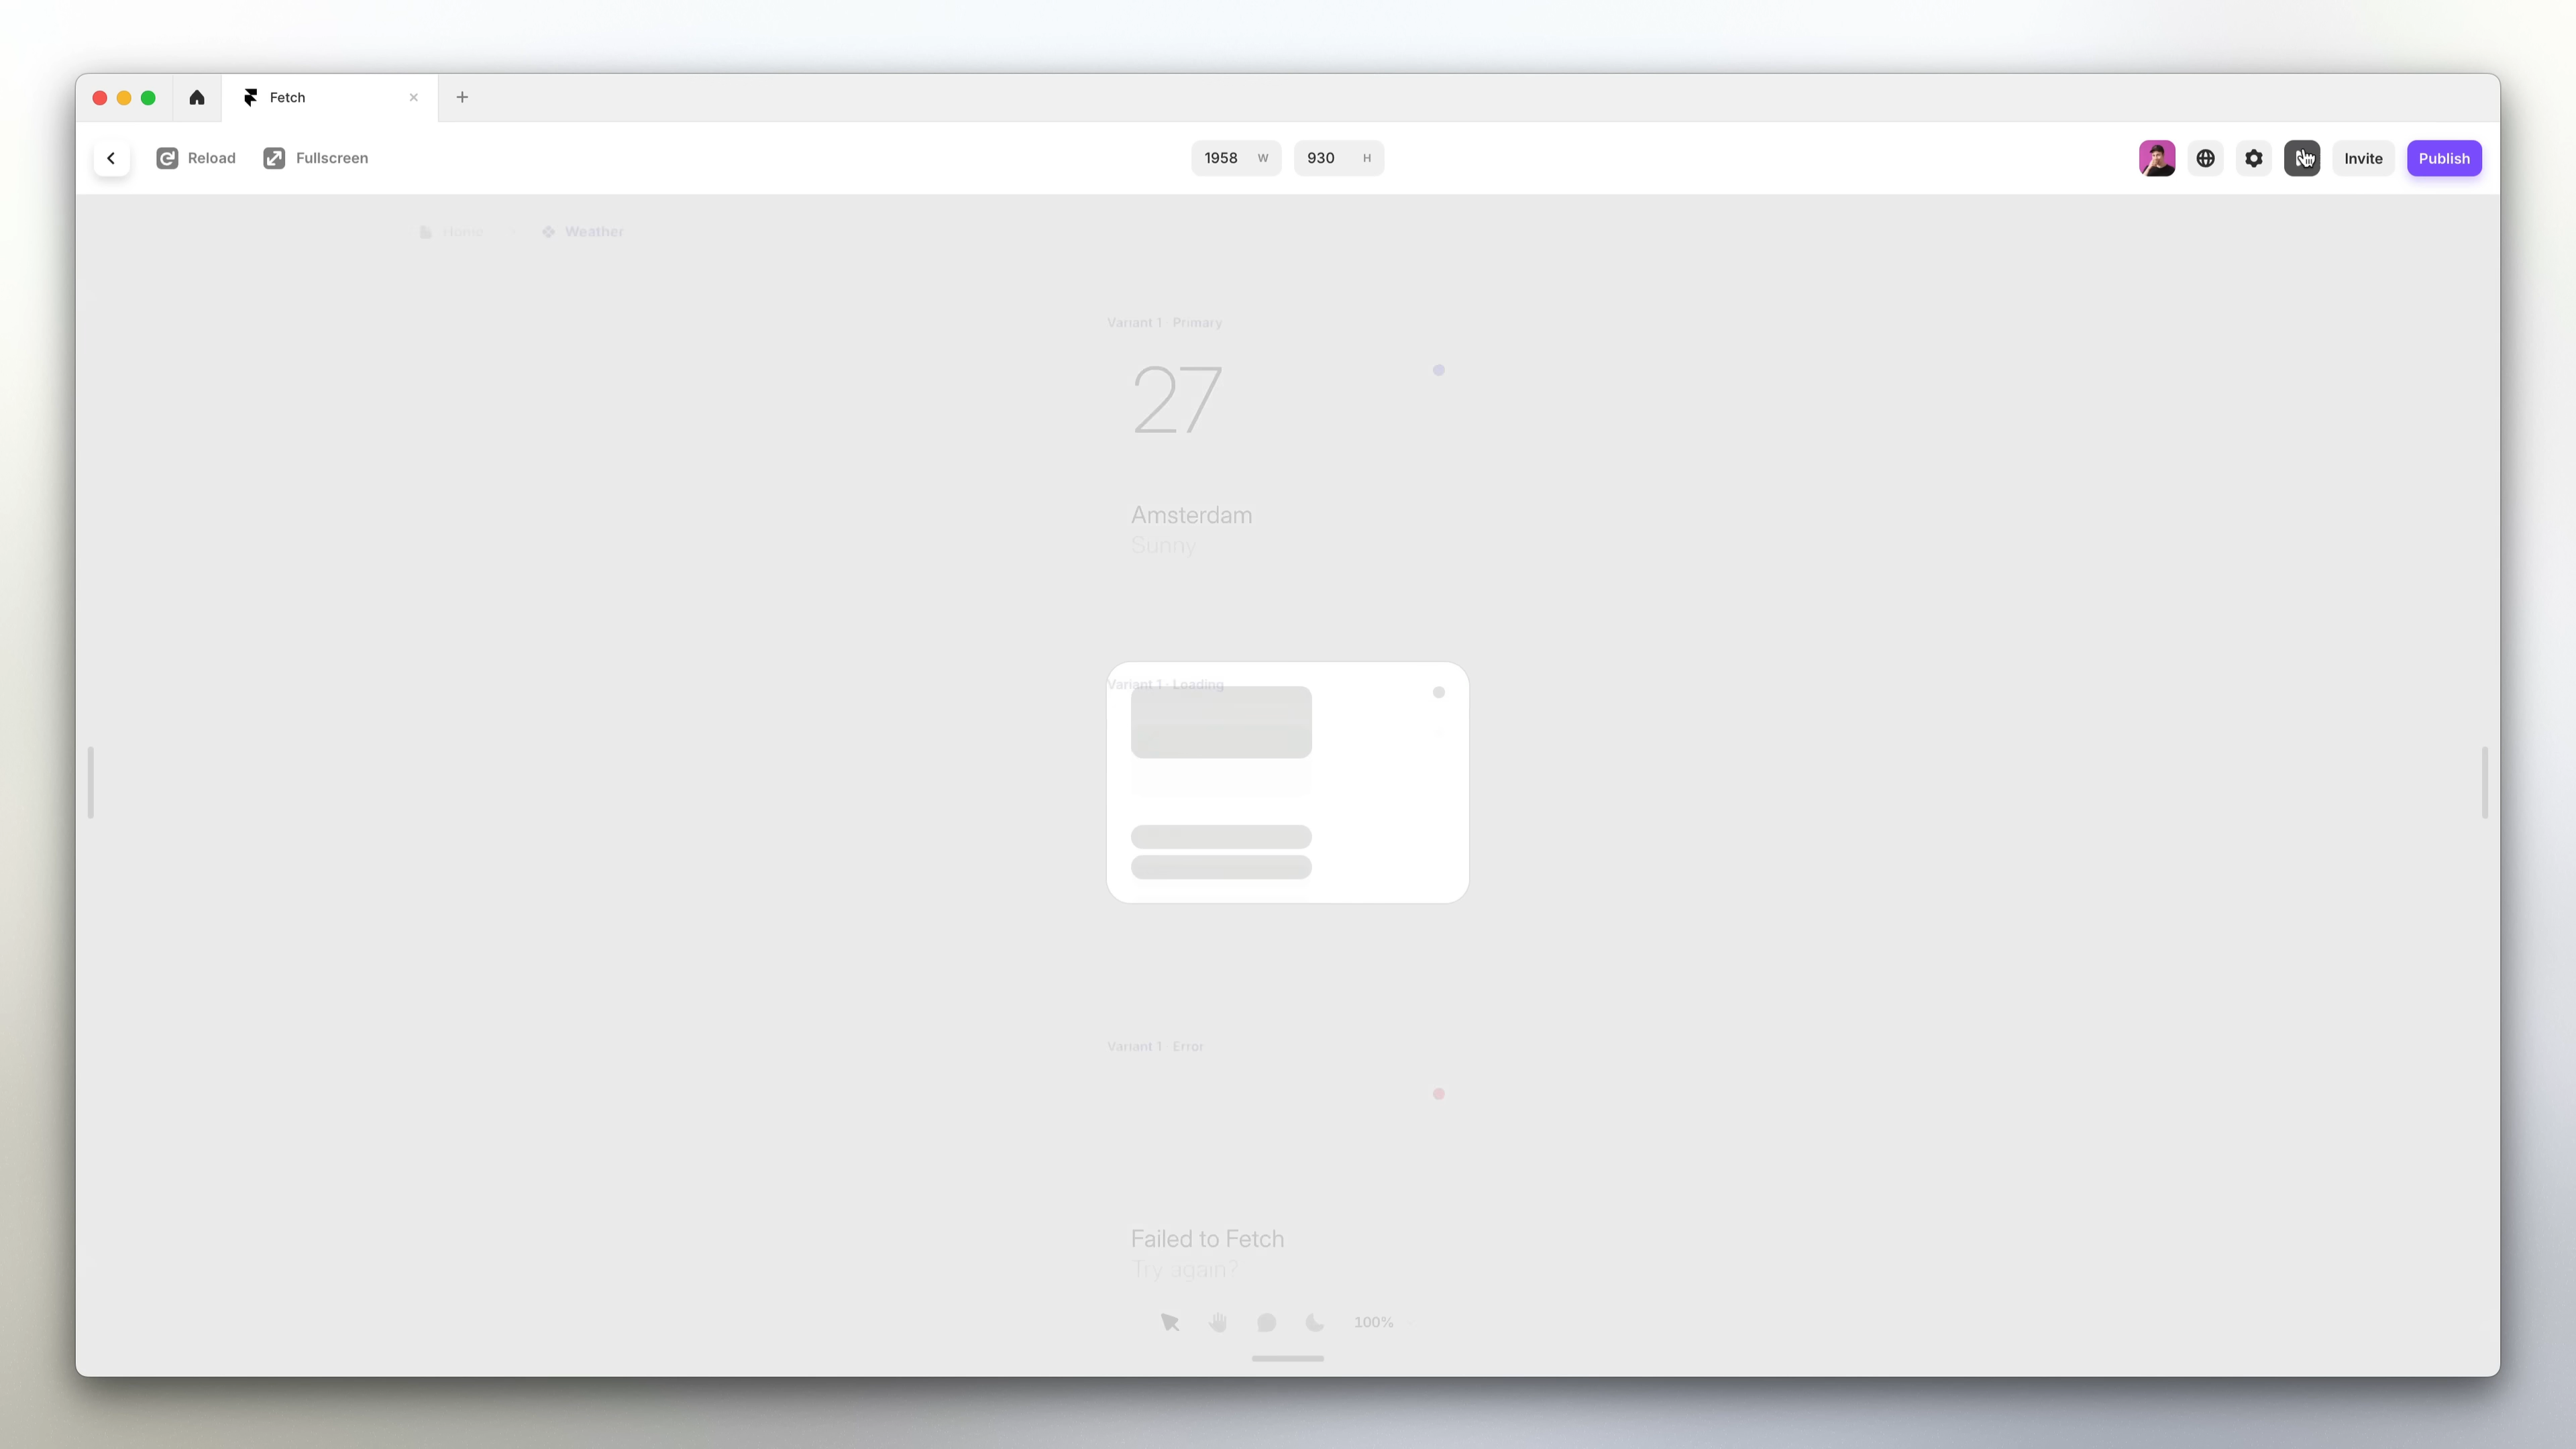 Fetch
Reload
Fullscreen
1958 W
930 H
Invite
Publish
Home
Weather
Variant 1 · Primary
27
Amsterdam
Sunny
Variant 1 · Loading
Variant 1 · Error
Failed to Fetch
Try again?
100%